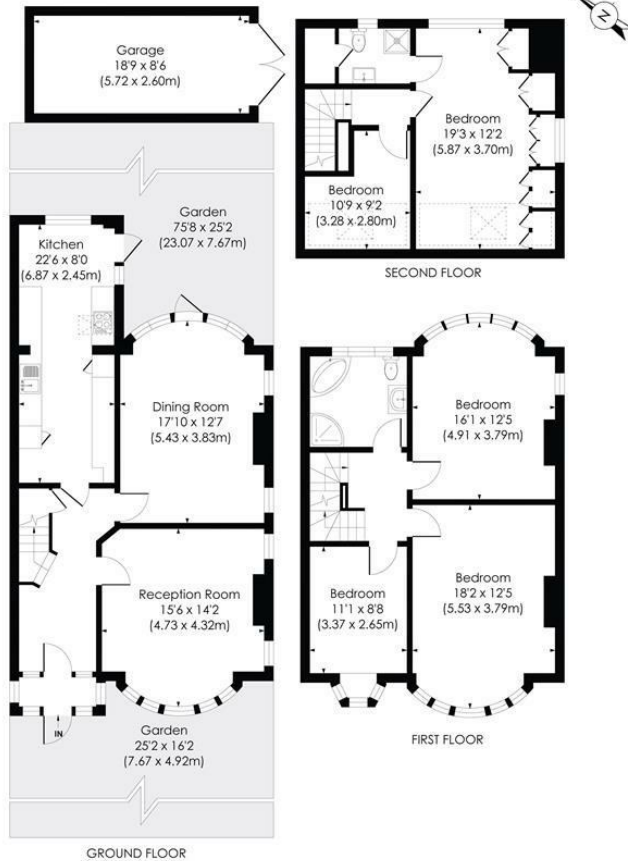 N
Garage
18'9 x 8'6
(5.72 x 2.60m)
Garden
75'8 x 25'2
(23.07 x 7.67m)
Kitchen
22'6 x 8'0
(6.87 x 2.45m)
Dining Room
17'10 x 12'7
(5.43 x 3.83m)
Reception Room
15'6 x 14'2
(4.73 x 4.32m)
IN
Garden
25'2 x 16'2
(7.67 x 4.92m)
GROUND FLOOR
Bedroom
19'3 x 12'2
(5.87 x 3.70m)
Bedroom
10'9 x 9'2
(3.28 x 2.80m)
SECOND FLOOR
Bedroom
16'1 x 12'5
(4.91 x 3.79m)
Bedroom
18'2 x 12'5
(5.53 x 3.79m)
Bedroom
11'1 x 8'8
(3.37 x 2.65m)
FIRST FLOOR